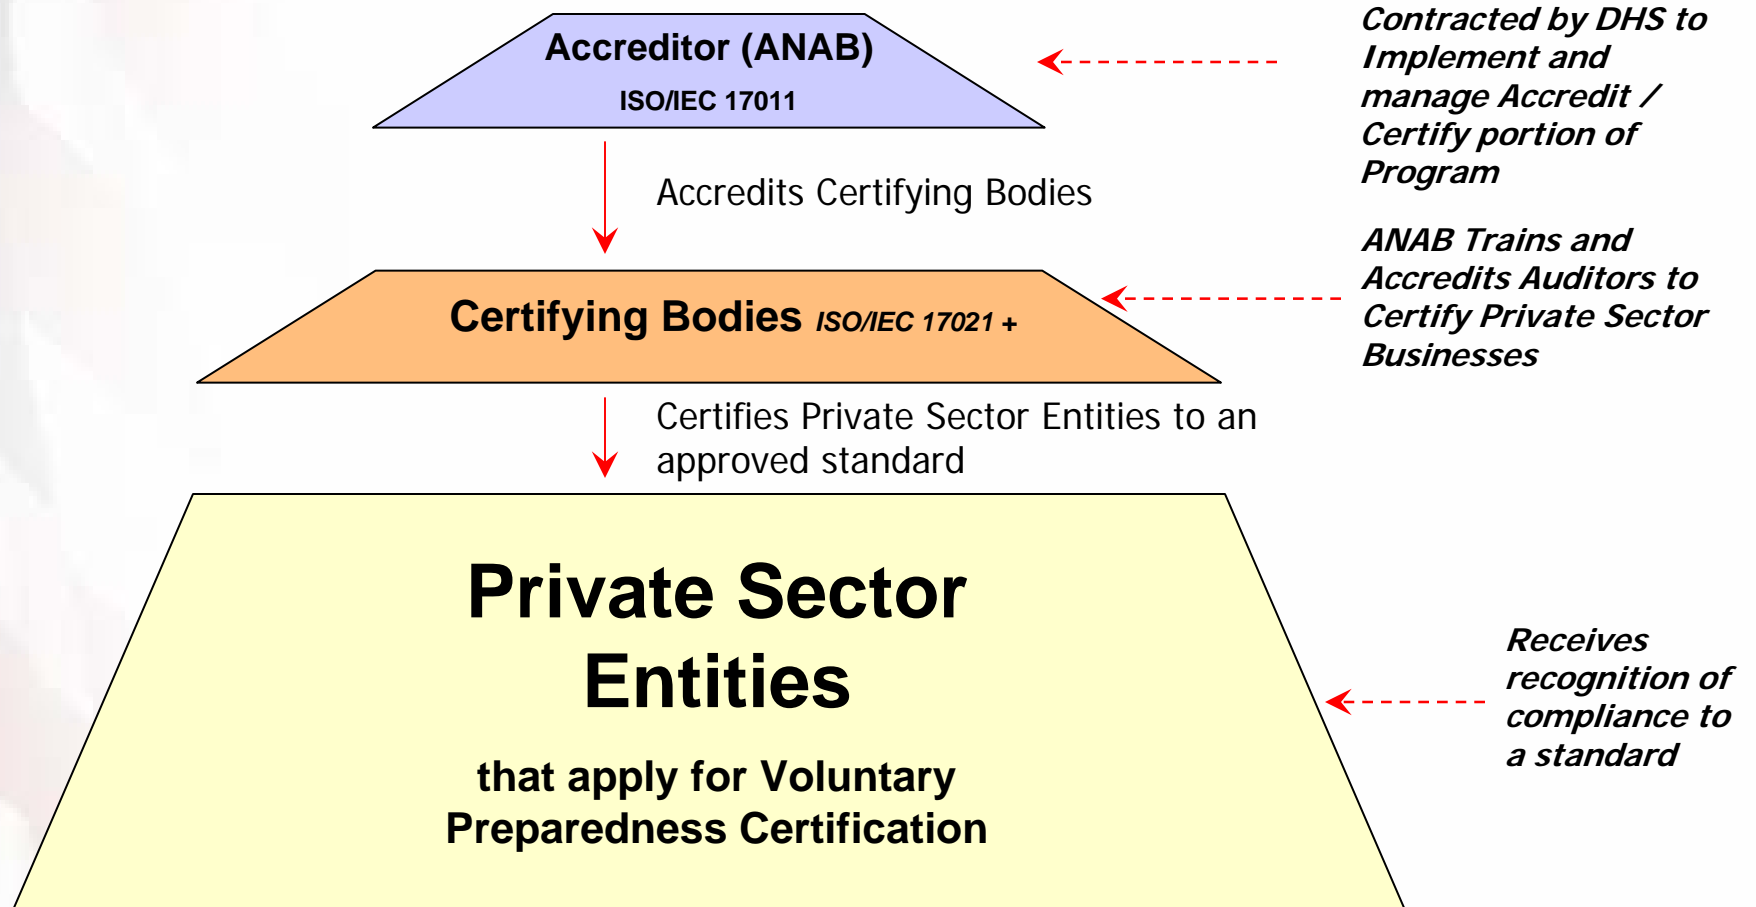 Accreditor (ANAB)
ISO/IEC 17011
Contracted by DHS to
Implement and
manage Accredit /
Certify portion of
Program
Accredits Certifying Bodies
ANAB Trains and
Accredits Auditors to
Certify Private Sector
Businesses
Certifying Bodies ISO/IEC 17021 +
Certifies Private Sector Entities to an
approved standard
Private Sector
Entities
that apply for Voluntary
Preparedness Certification
Receives
recognition of
compliance to
a standard